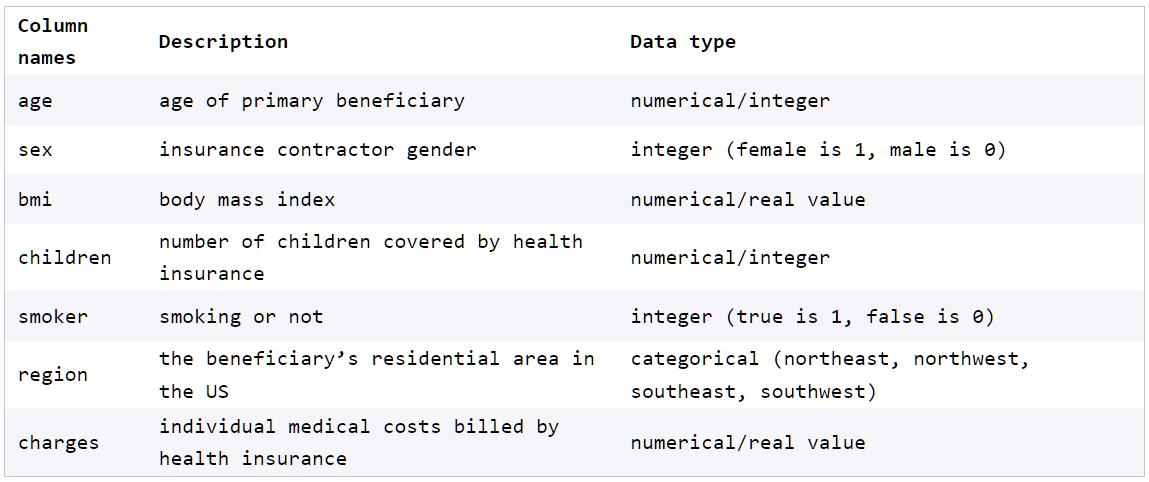 Column names Description Data type
age age of primary beneficiary numerical/integer
sex insurance contractor gender integer (female is 1, male is 0)
bmi body mass index numerical/real value
children number of children covered by health insurance numerical/integer
smoker smoking or not integer (true is 1, false is 0)
region the beneficiary’s residential area in the US categorical (northeast, northwest, southeast, southwest)
charges individual medical costs billed by health insurance numerical/real value